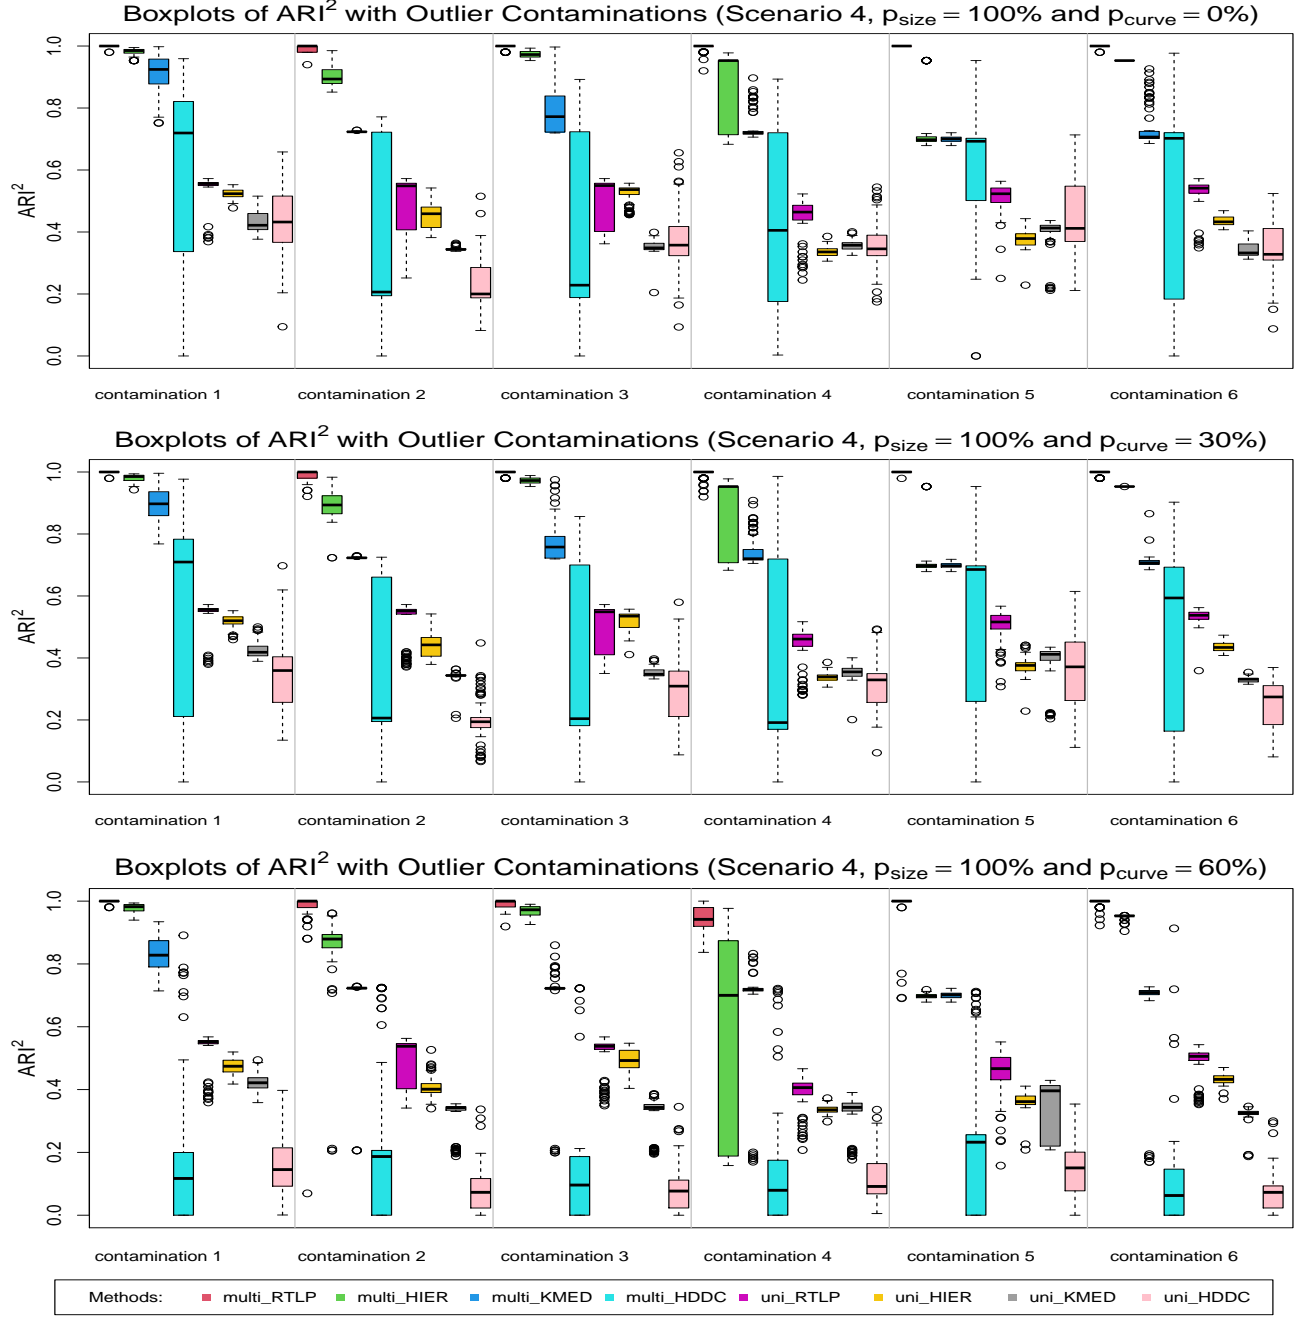 Boxplots of ARI² with Outlier Contaminations (Scenario 4, p_size = 100% and p_curve = 0%)
ARI²
1.0
0.8
0.6
0.4
0.2
0.0
contamination 1 contamination 2 contamination 3 contamination 4 contamination 5 contamination 6
Boxplots of ARI² with Outlier Contaminations (Scenario 4, p_size = 100% and p_curve = 30%)
ARI²
1.0
0.8
0.6
0.4
0.2
0.0
contamination 1 contamination 2 contamination 3 contamination 4 contamination 5 contamination 6
Boxplots of ARI² with Outlier Contaminations (Scenario 4, p_size = 100% and p_curve = 60%)
ARI²
1.0
0.8
0.6
0.4
0.2
0.0
contamination 1 contamination 2 contamination 3 contamination 4 contamination 5 contamination 6
Methods: multi_RTLP multi_HIER multi_KMED multi_HDDC uni_RTLP uni_HIER uni_KMED uni_HDDC